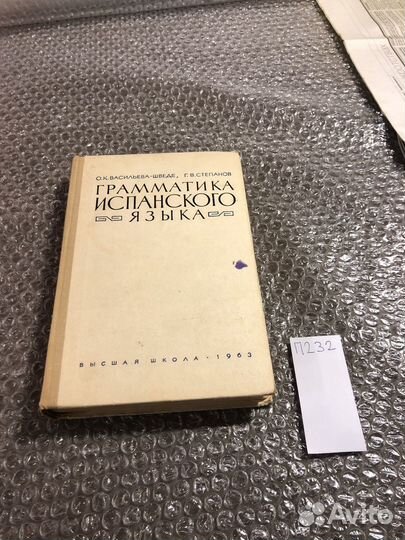 О.К.ВАСИЛЬЕВА-ШВЕДЕ, Г.В.СТЕПАНОВ
ГРАММАТИКА
ИСПАНСКОГО
ЯЗЫКА
ВЫСШАЯ ШКОЛА · 1963
П232
Avito